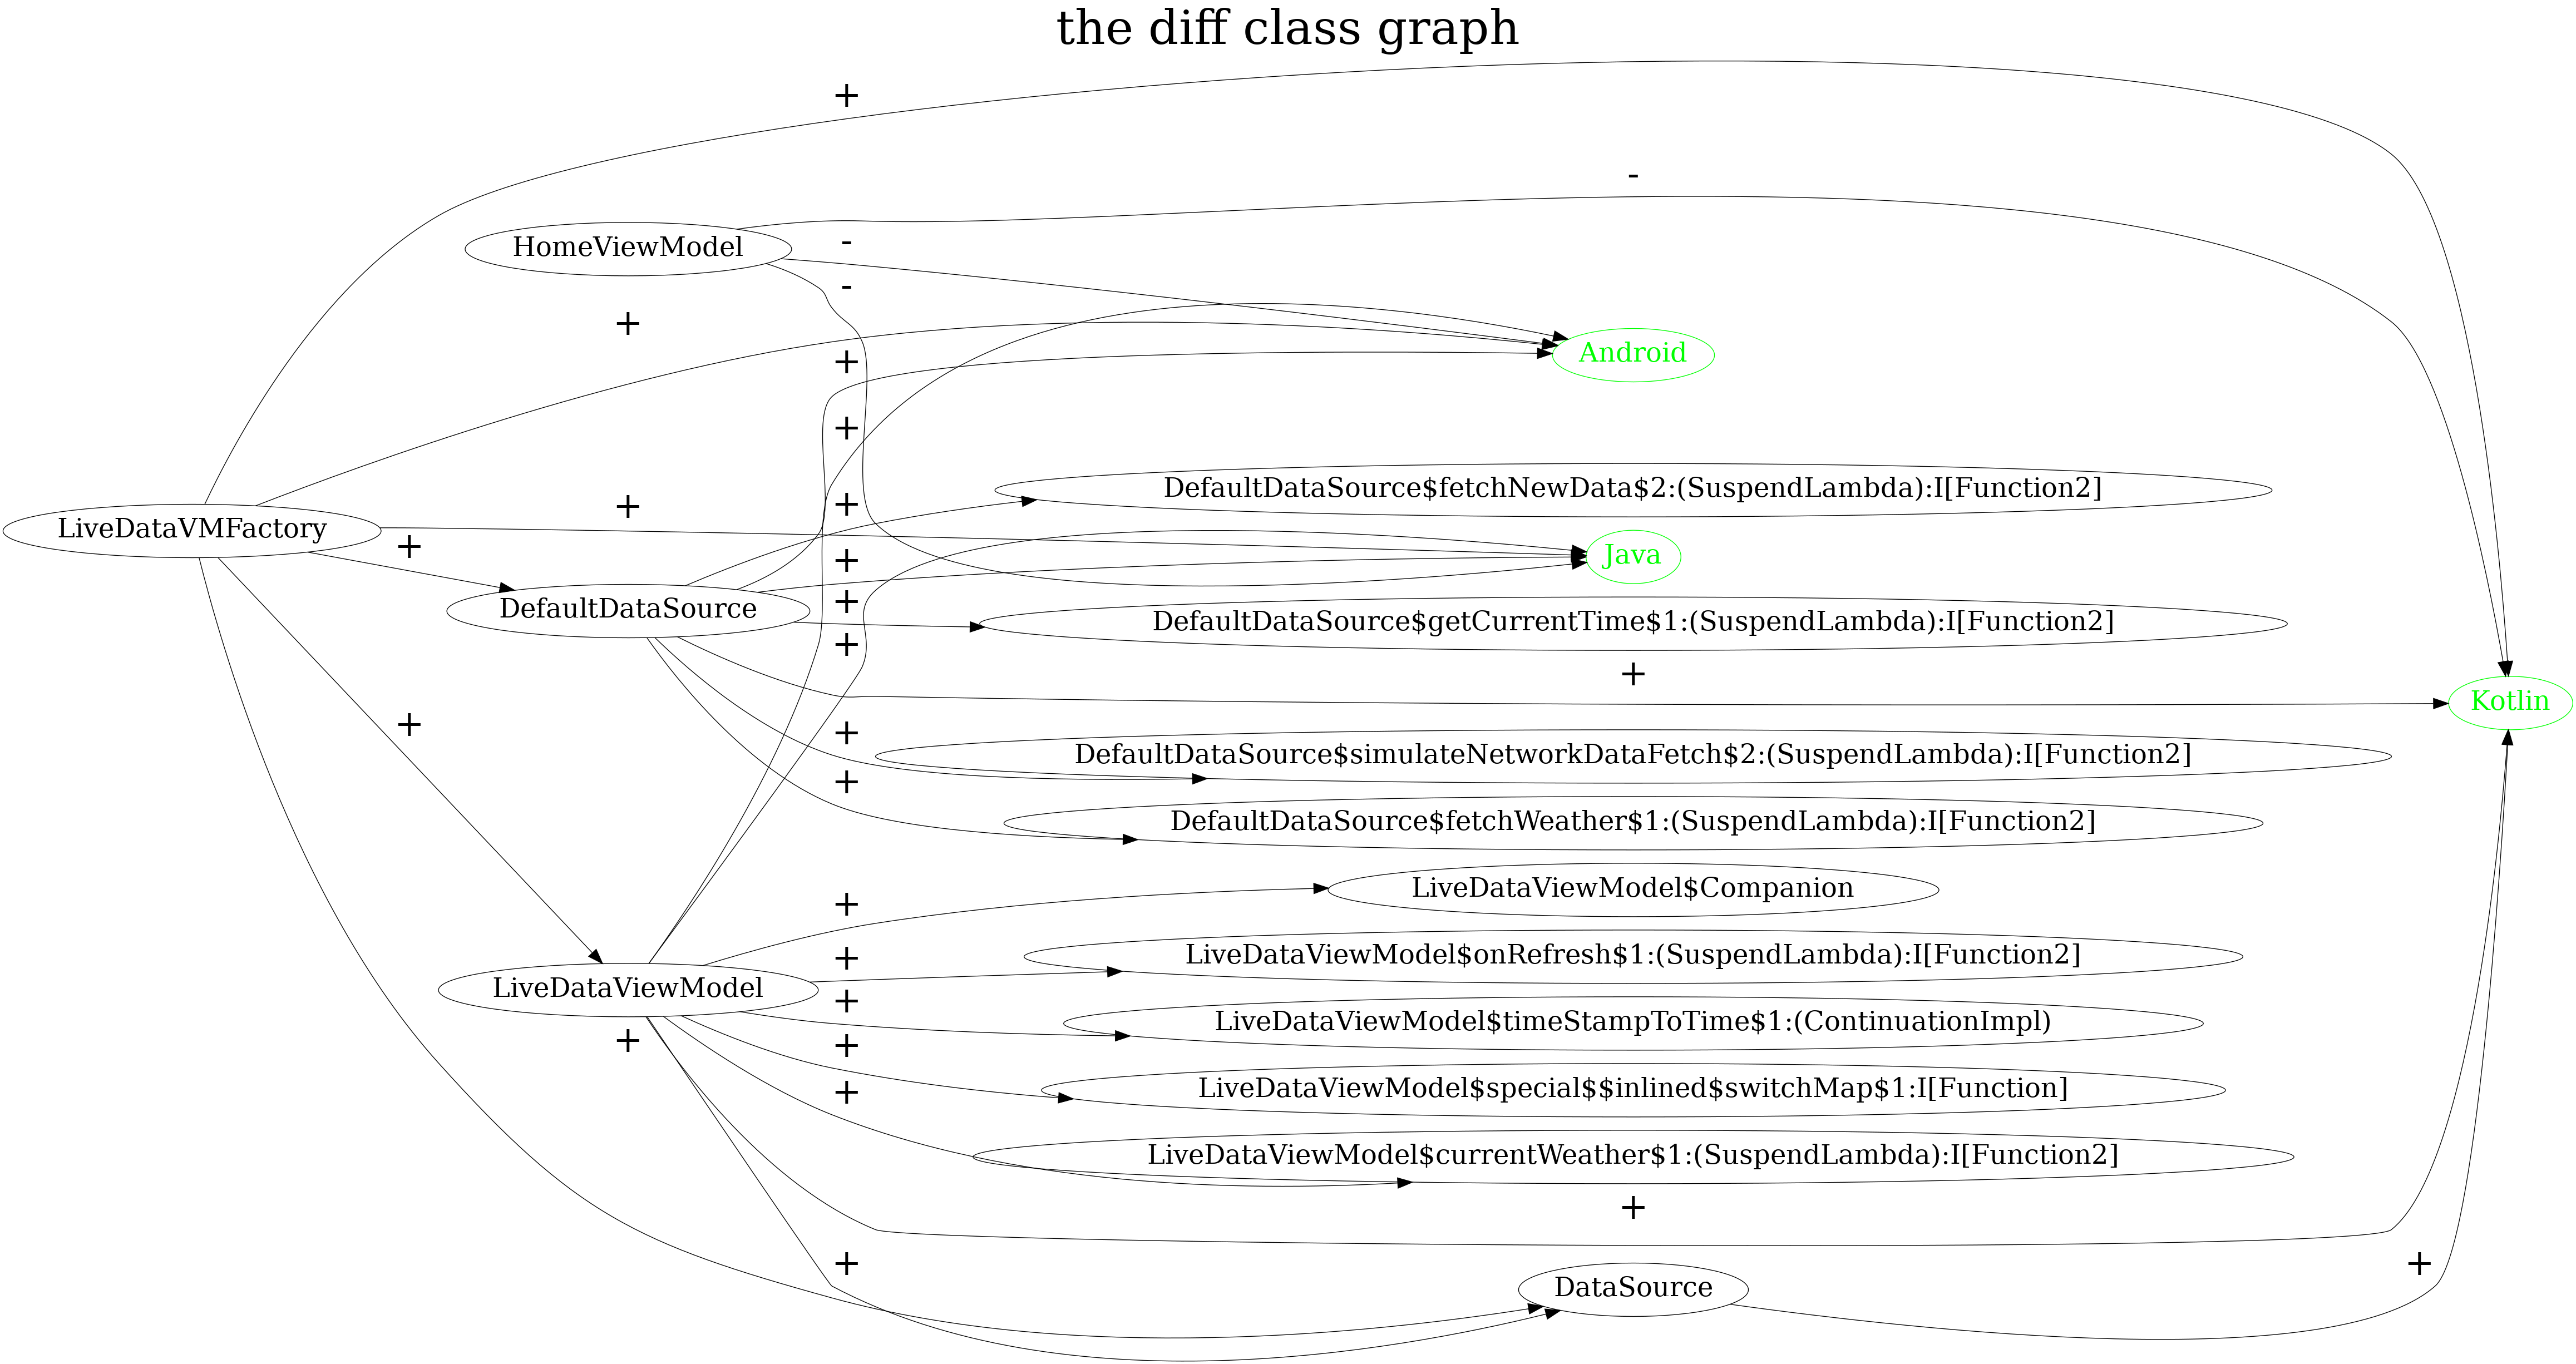 the diff class graph
+
-
HomeViewModel
-
-
+
Android
+
+
DefaultDataSource$fetchNewData$2:(SuspendLambda):I[Function2]
+
+
LiveDataVMFactory
+
Java
+
DefaultDataSource
+
DefaultDataSource$getCurrentTime$1:(SuspendLambda):I[Function2]
+
+
Kotlin
+
+
DefaultDataSource$simulateNetworkDataFetch$2:(SuspendLambda):I[Function2]
+
DefaultDataSource$fetchWeather$1:(SuspendLambda):I[Function2]
LiveDataViewModel$Companion
+
+
LiveDataViewModel$onRefresh$1:(SuspendLambda):I[Function2]
LiveDataViewModel
+
LiveDataViewModel$timeStampToTime$1:(ContinuationImpl)
+
+
LiveDataViewModel$special$$inlined$switchMap$1:I[Function]
+
LiveDataViewModel$currentWeather$1:(SuspendLambda):I[Function2]
+
+
+
DataSource